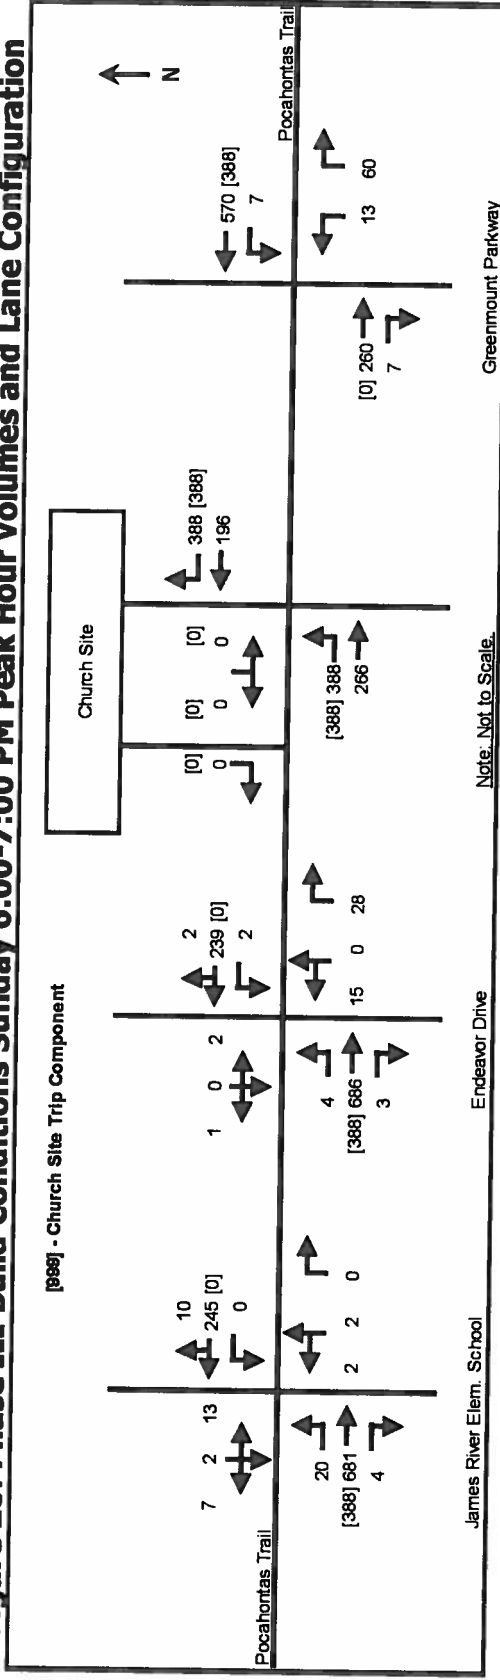 Phase III Build Conditions Sunday 6:00-7:00 PM Peak Hour Volumes and Lane Configuration
[999] - Church Site Trip Component
Church Site
N
Pocahontas Trail
Pocahontas Trail
7 2 13
10
245 [0]
0
20
[388] 681
4
2 2 0
James River Elem. School
1 0 2
2
239 [0]
2
4
[388] 686
3
15 0 28
Endeavor Drive
[0]
0
[0] [0]
0 0
388 [388]
196
[388] 388
266
570 [388]
7
[0] 260
7
13 60
Greenmount Parkway
Note: Not to Scale.